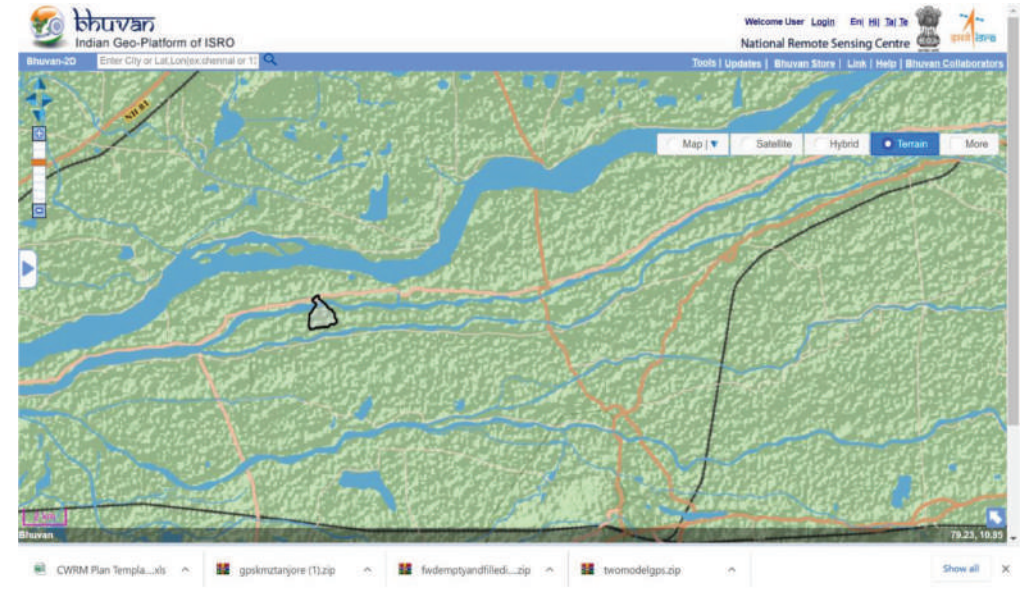 bhuvan
Indian Geo-Platform of ISRO
Welcome User Login En| Hi| Ta| Te
National Remote Sensing Centre
Bhuvan-2D
Enter City or Lat,Lon(ex:chennai or 1
Tools | Updates | Bhuvan Store | Link | Help | Bhuvan Collaborators
NH 81
Map | ▼ Satellite Hybrid Terrain More
Bhuvan
79.23, 10.85
CWRM Plan Templa....xls
gpskmztanjore (1).zip
fwdemptyandfilledi....zip
twomodelgps.zip
Show all